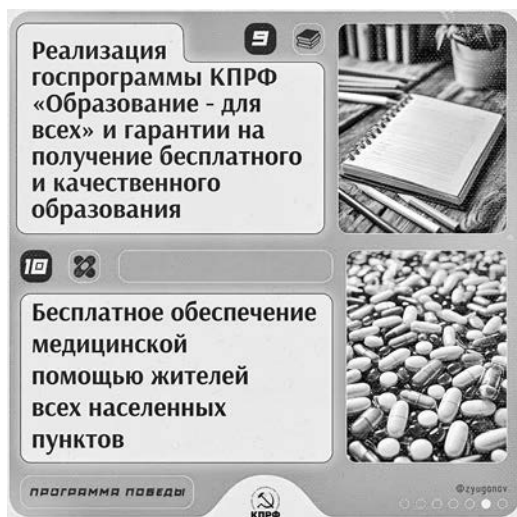 9
Реализация
госпрограммы КПРФ
«Образование - для
всех» и гарантии на
получение бесплатного
и качественного
образования
10
Бесплатное обеспечение
медицинской
помощью жителей
всех населенных
пунктов
ПРОГРАММА ПОБЕДЫ
КПРФ
@zyuganov